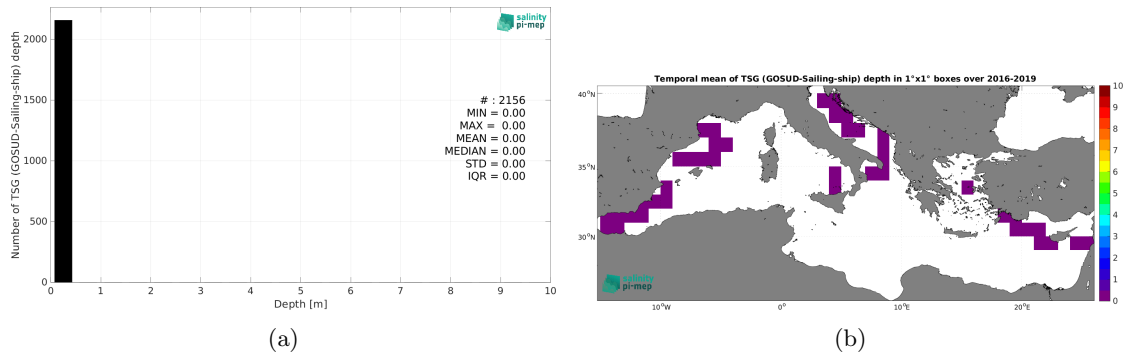 salinity
pi-mep
Number of TSG (GOSUD-Sailing-ship) depth
2000
1500
1000
500
0
# : 2156
MIN = 0.00
MAX = 0.00
MEAN = 0.00
MEDIAN = 0.00
STD = 0.00
IQR = 0.00
0 1 2 3 4 5 6 7 8 9 10
Depth [m]
(a)
Temporal mean of TSG (GOSUD-Sailing-ship) depth in 1°x1° boxes over 2016-2019
40°N
35°N
30°N
10°W 0° 10°E 20°E
10
9
8
7
6
5
4
3
2
1
0
salinity
pi-mep
(b)